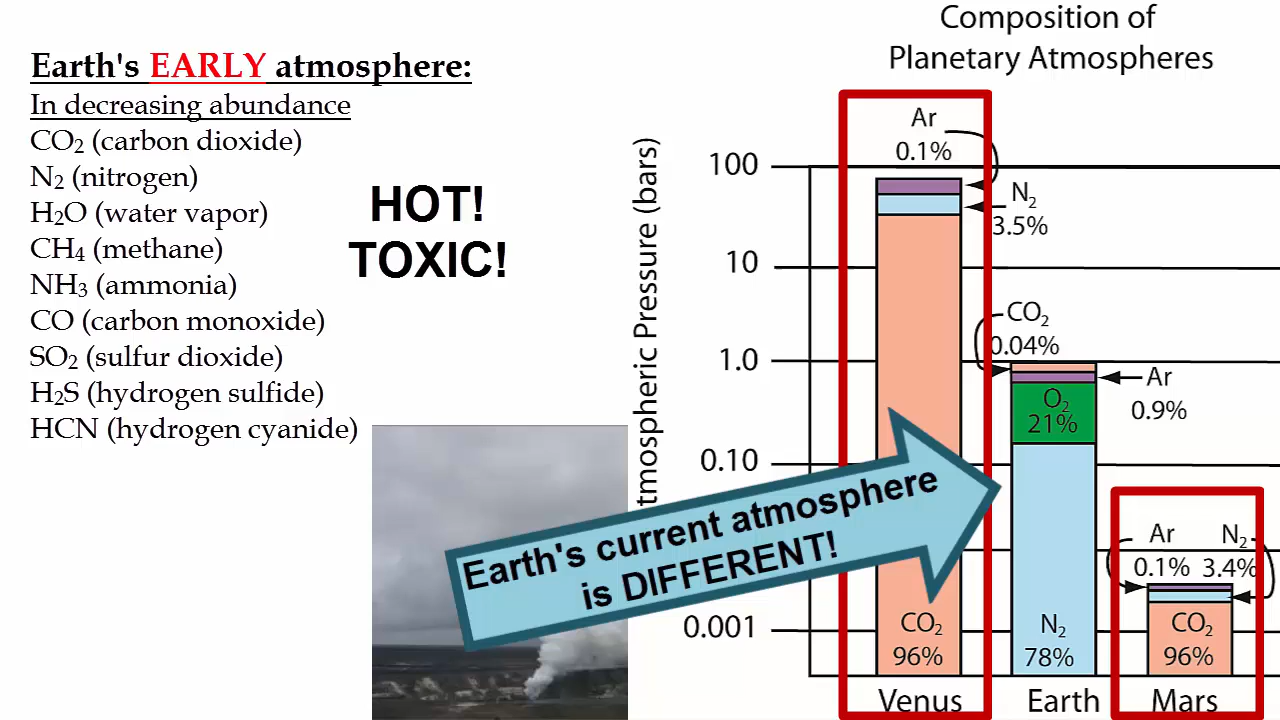 Earth's EARLY atmosphere:
In decreasing abundance
CO₂ (carbon dioxide)
N₂ (nitrogen)
H₂O (water vapor)
CH₄ (methane)
NH₃ (ammonia)
CO (carbon monoxide)
SO₂ (sulfur dioxide)
H₂S (hydrogen sulfide)
HCN (hydrogen cyanide)
HOT!
TOXIC!
Earth's current atmosphere
is DIFFERENT!
Composition of
Planetary Atmospheres
tmospheric Pressure (bars)
100
10
1.0
0.10
0.001
Ar
0.1%
N₂
3.5%
CO₂
96%
Venus
CO₂
0.04%
Ar
0.9%
O₂
21%
N₂
78%
Earth
Ar N₂
0.1% 3.4%
CO₂
96%
Mars